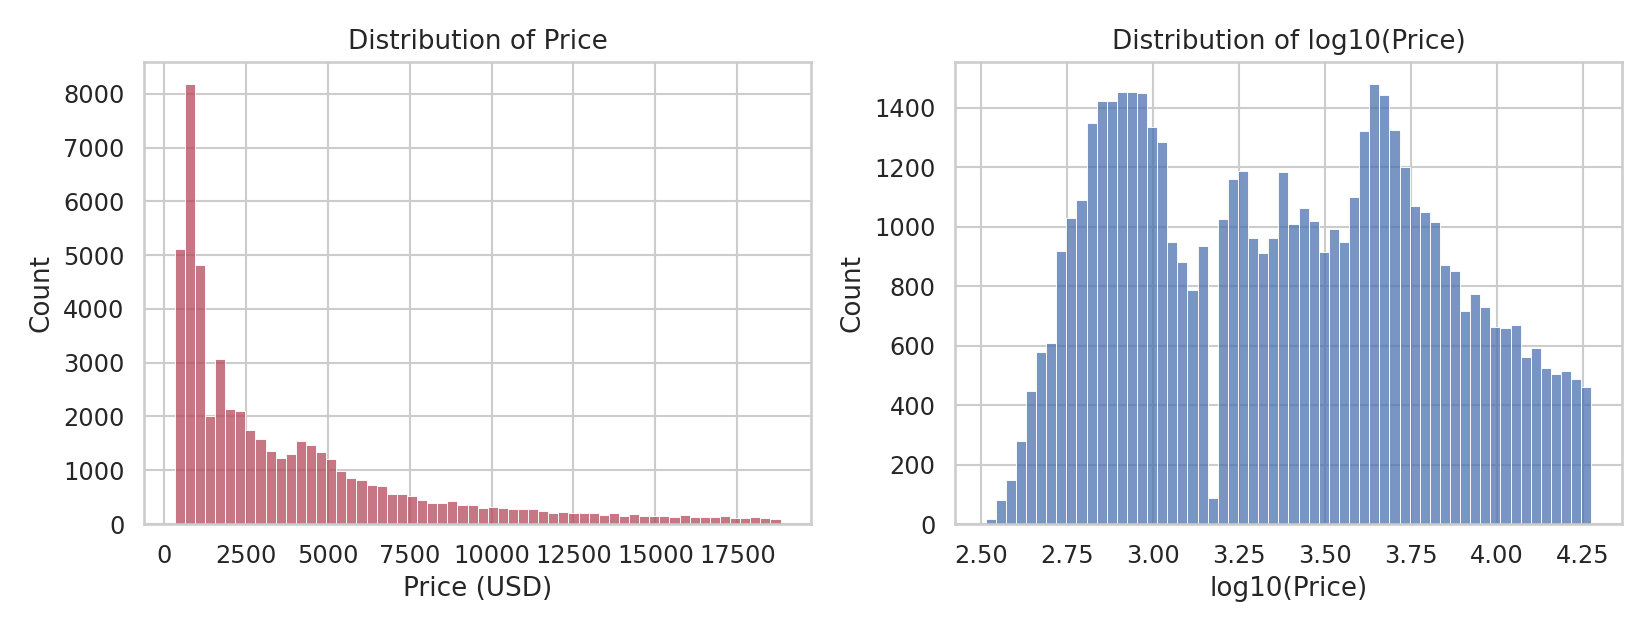 Distribution of Price
8000
7000
6000
5000
4000
3000
2000
1000
0
Count
0 2500 5000 7500 10000 12500 15000 17500
Price (USD)
Distribution of log10(Price)
1400
1200
1000
800
600
400
200
0
Count
2.50 2.75 3.00 3.25 3.50 3.75 4.00 4.25
log10(Price)